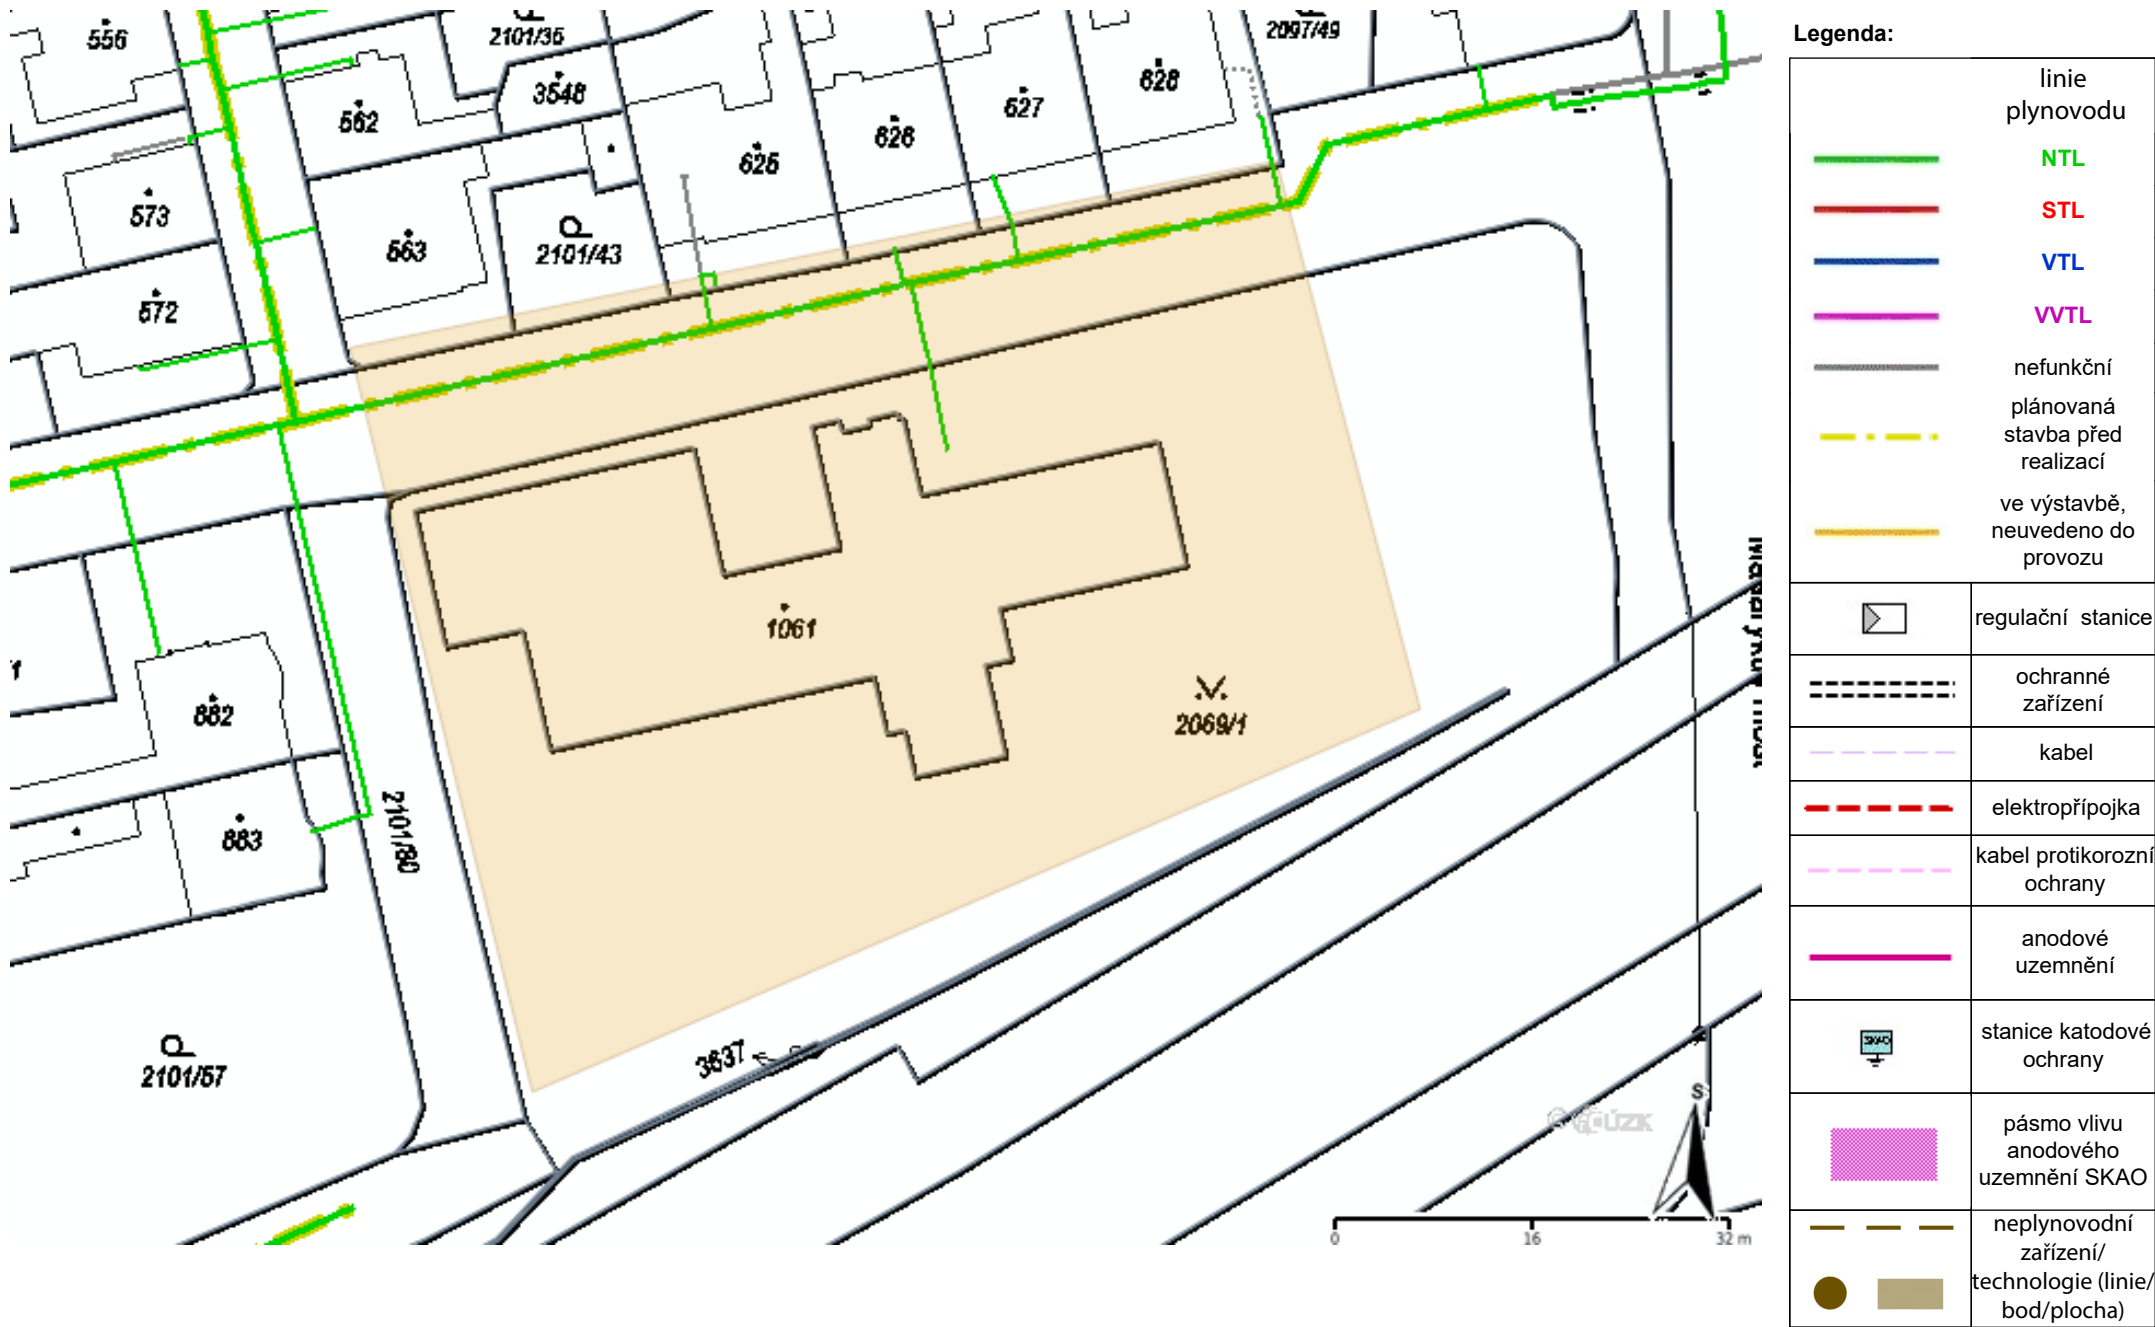 556
2101/35
2097/49
562
3548
625
626
627
628
573
563
2101/43
572
1061
2069/1
882
883
2101/80
2101/57
3637
S
0 16 32 m
Legenda:
linie
plynovodu
NTL
STL
VTL
VVTL
nefunkční
plánovaná
stavba před
realizací
ve výstavbě,
neuvedeno do
provozu
regulační stanice
ochranné
zařízení
kabel
elektropřípojka
kabel protikorozní
ochrany
anodové
uzemnění
SKAO
stanice katodové
ochrany
pásmo vlivu
anodového
uzemnění SKAO
neplynovodní
zařízení/
technologie (linie/
bod/plocha)